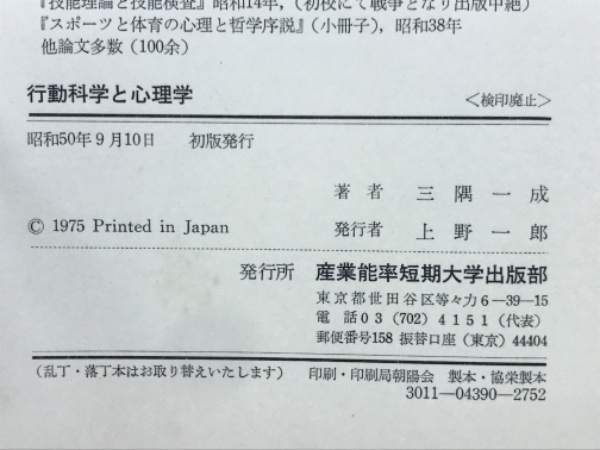 『技能理論と技能検査』昭和14年，（初校にて戦争となり出版中絶）
『スポーツと体育の心理と哲学序説』（小冊子），昭和38年
他論文多数（100余）
行動科学と心理学
＜検印廃止＞
昭和50年9月10日　初版発行
著者　三隅一成
© 1975 Printed in Japan
発行者　上野一郎
発行所　産業能率短期大学出版部
東京都世田谷区等々力6－39－15
電話03（702）4151（代表）
郵便番号158 振替口座（東京）44404
（乱丁・落丁本はお取り替えいたします）　印刷・印刷局朝陽会　製本・協栄製本
3011―04390―2752